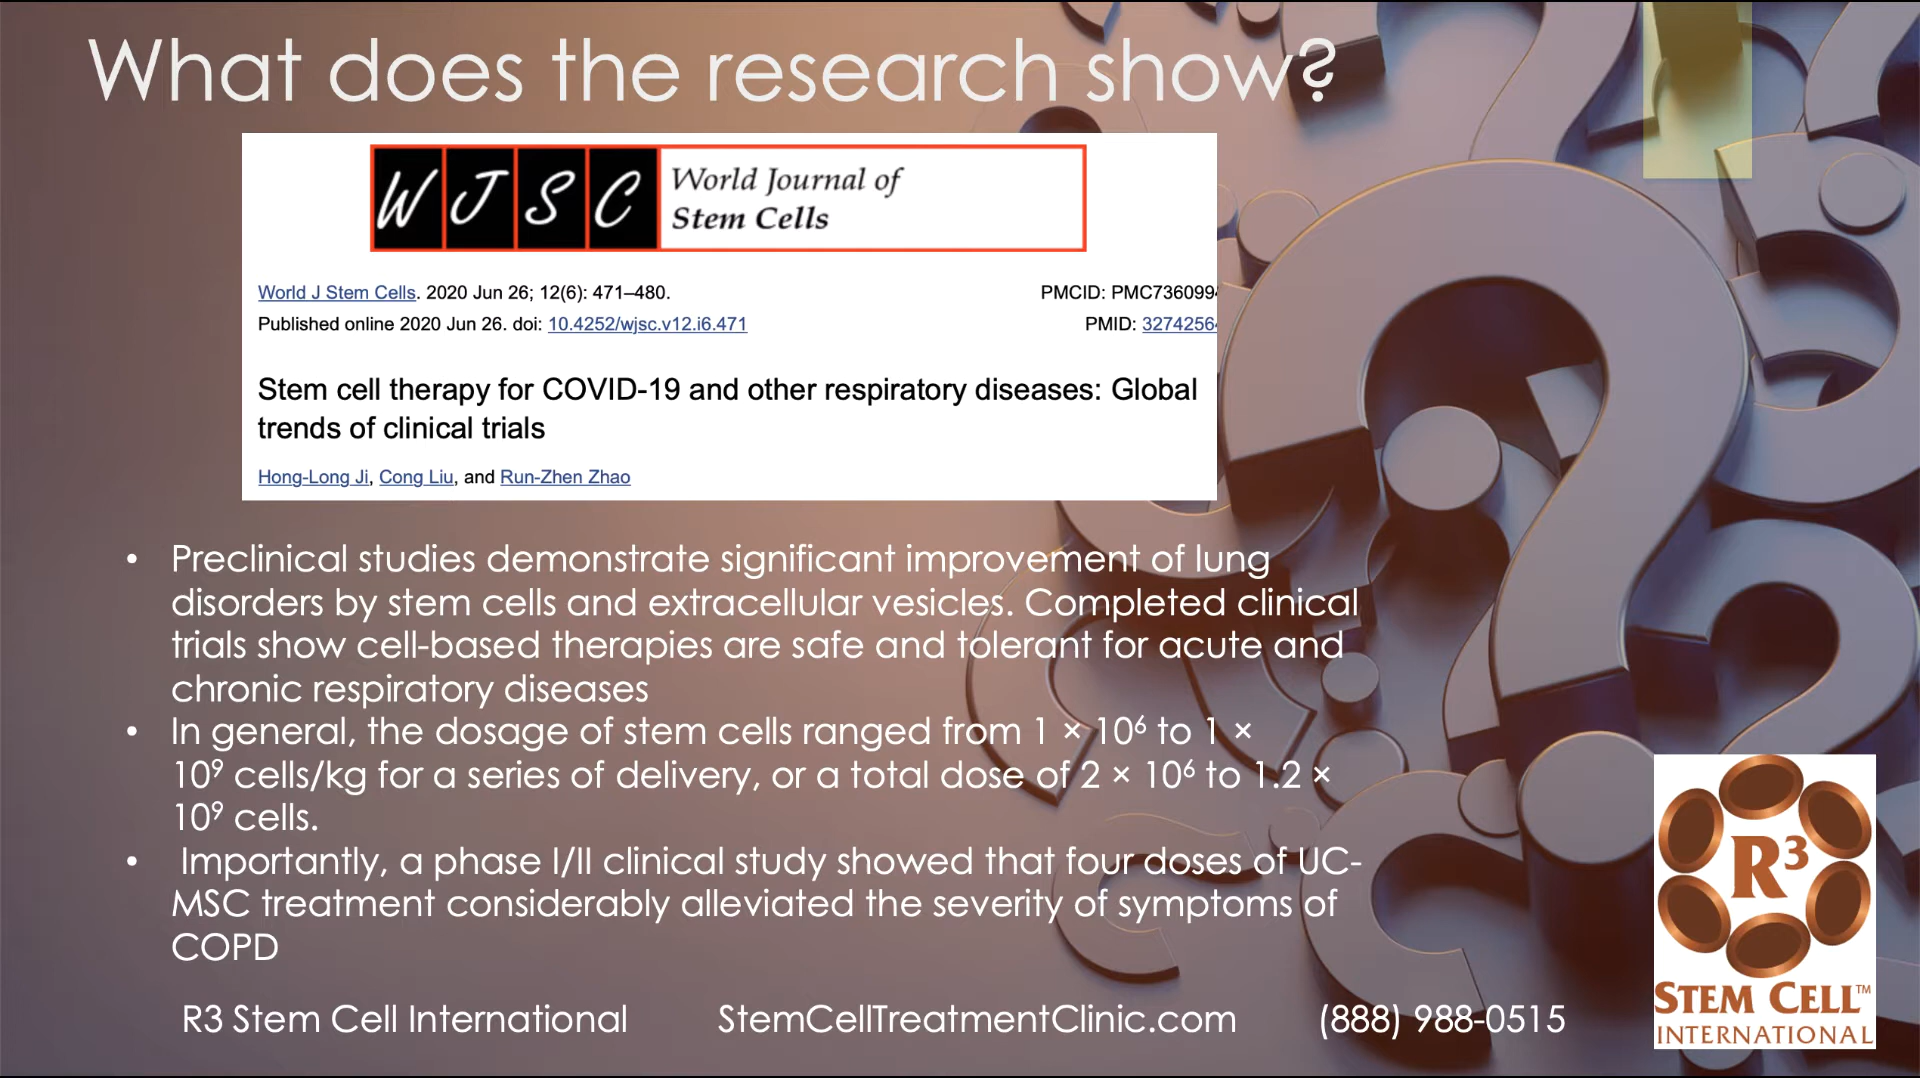 What does the research show?
W J S C World Journal of
Stem Cells
World J Stem Cells. 2020 Jun 26; 12(6): 471–480. PMCID: PMC7360994
Published online 2020 Jun 26. doi: 10.4252/wjsc.v12.i6.471 PMID: 32742564
Stem cell therapy for COVID-19 and other respiratory diseases: Global
trends of clinical trials
Hong-Long Ji, Cong Liu, and Run-Zhen Zhao
• Preclinical studies demonstrate significant improvement of lung
disorders by stem cells and extracellular vesicles. Completed clinical
trials show cell-based therapies are safe and tolerant for acute and
chronic respiratory diseases
• In general, the dosage of stem cells ranged from 1 × 10⁶ to 1 ×
10⁹ cells/kg for a series of delivery, or a total dose of 2 × 10⁶ to 1.2 ×
10⁹ cells.
• Importantly, a phase I/II clinical study showed that four doses of UC-
MSC treatment considerably alleviated the severity of symptoms of
COPD
R3 Stem Cell International StemCellTreatmentClinic.com (888) 988-0515
R³
STEM CELL™
INTERNATIONAL